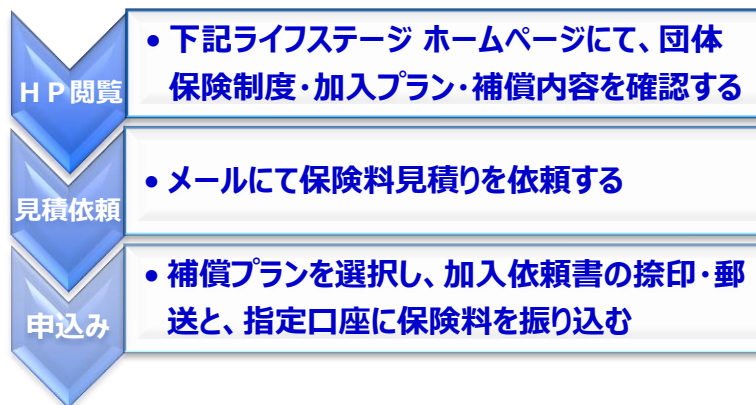 HP閲覧
• 下記ライフステージ ホームページにて、団体
保険制度・加入プラン・補償内容を確認する
見積依頼
• メールにて保険料見積りを依頼する
申込み
• 補償プランを選択し、加入依頼書の捺印・郵
送と、指定口座に保険料を振り込む